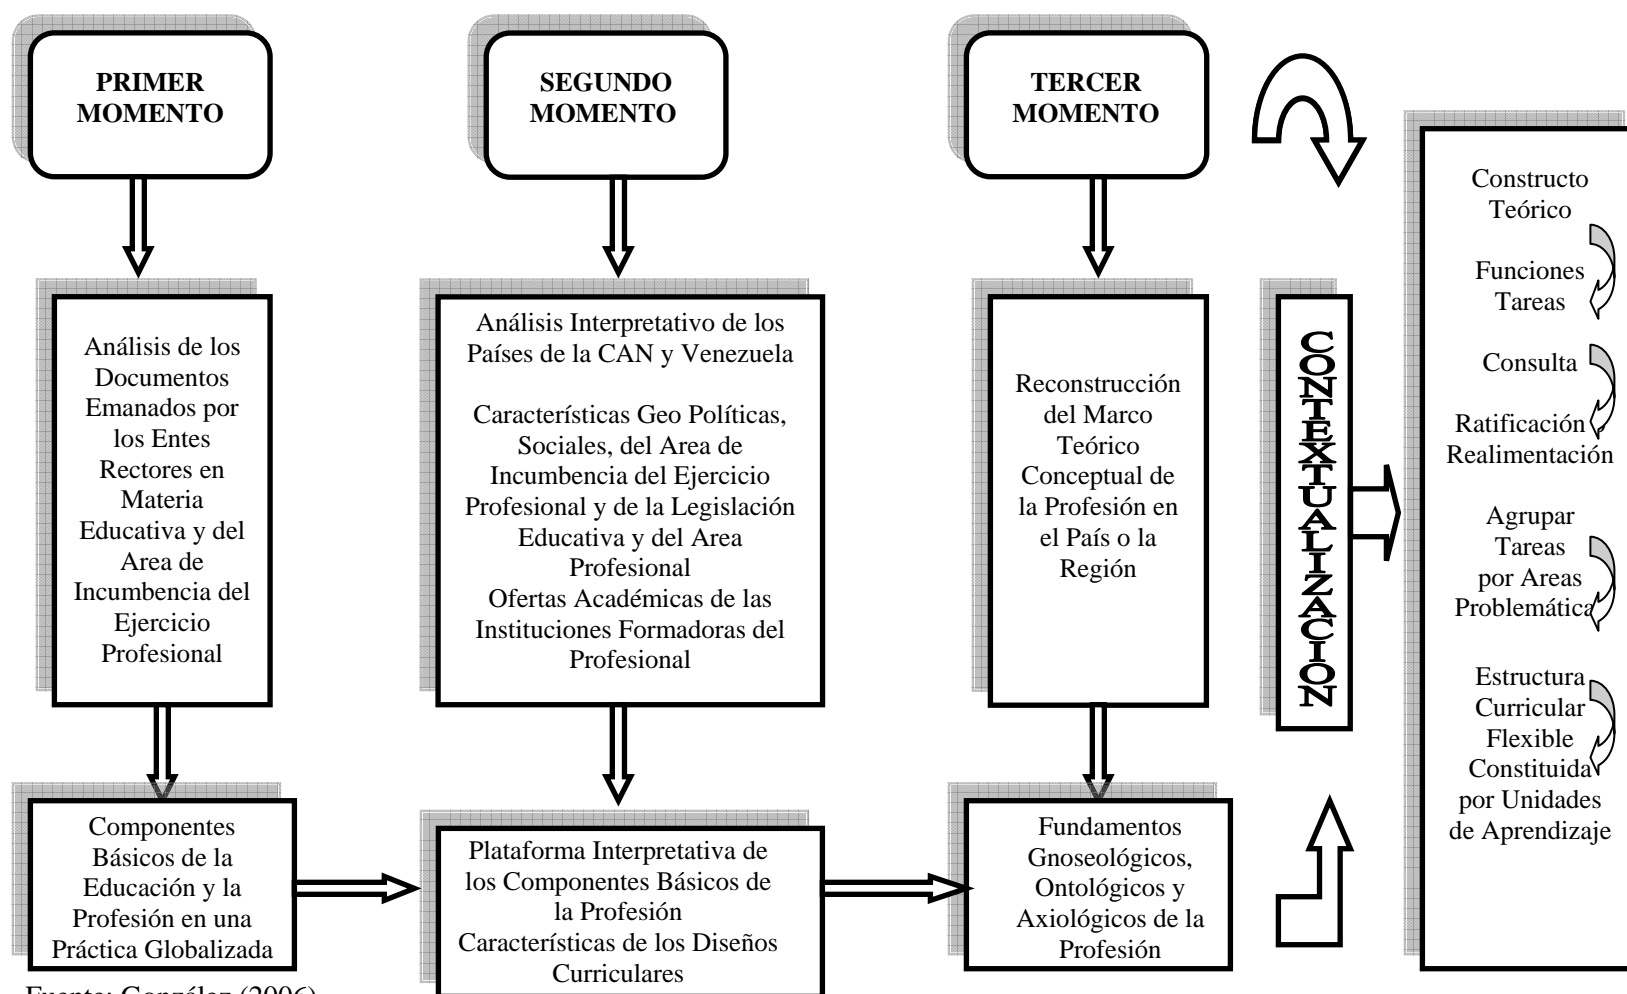 PRIMER
MOMENTO
SEGUNDO
MOMENTO
TERCER
MOMENTO
Análisis de los
Documentos
Emanados por
los Entes
Rectores en
Materia
Educativa y del
Area de
Incumbencia del
Ejercicio
Profesional
Análisis Interpretativo de los
Países de la CAN y Venezuela
Característícas Geo Políticas,
Sociales, del Area de
Incumbencia del Ejercicio
Profesional y de la Legislación
Educativa y del Area
Profesional
Ofertas Académicas de las
Instituciones Formadoras del
Profesional
Reconstrucción
del Marco
Teórico
Conceptual de
la Profesión en
el País o la
Región
CONTEXTUALIZACION
Constructo
Teórico
Funciones
Tareas
Consulta
Ratificación
Realimentación
Agrupar
Tareas
por Areas
Problemática
Estructura
Curricular
Flexible
Constituida
por Unidades
de Aprendizaje
Componentes
Básicos de la
Educación y la
Profesión en una
Práctica Globalizada
Plataforma Interpretativa de
los Componentes Básicos de
la Profesión
Características de los Diseños
Curriculares
Fundamentos
Gnoseológicos,
Ontológicos y
Axiológicos de la
Profesión
Fuente: González (2006)